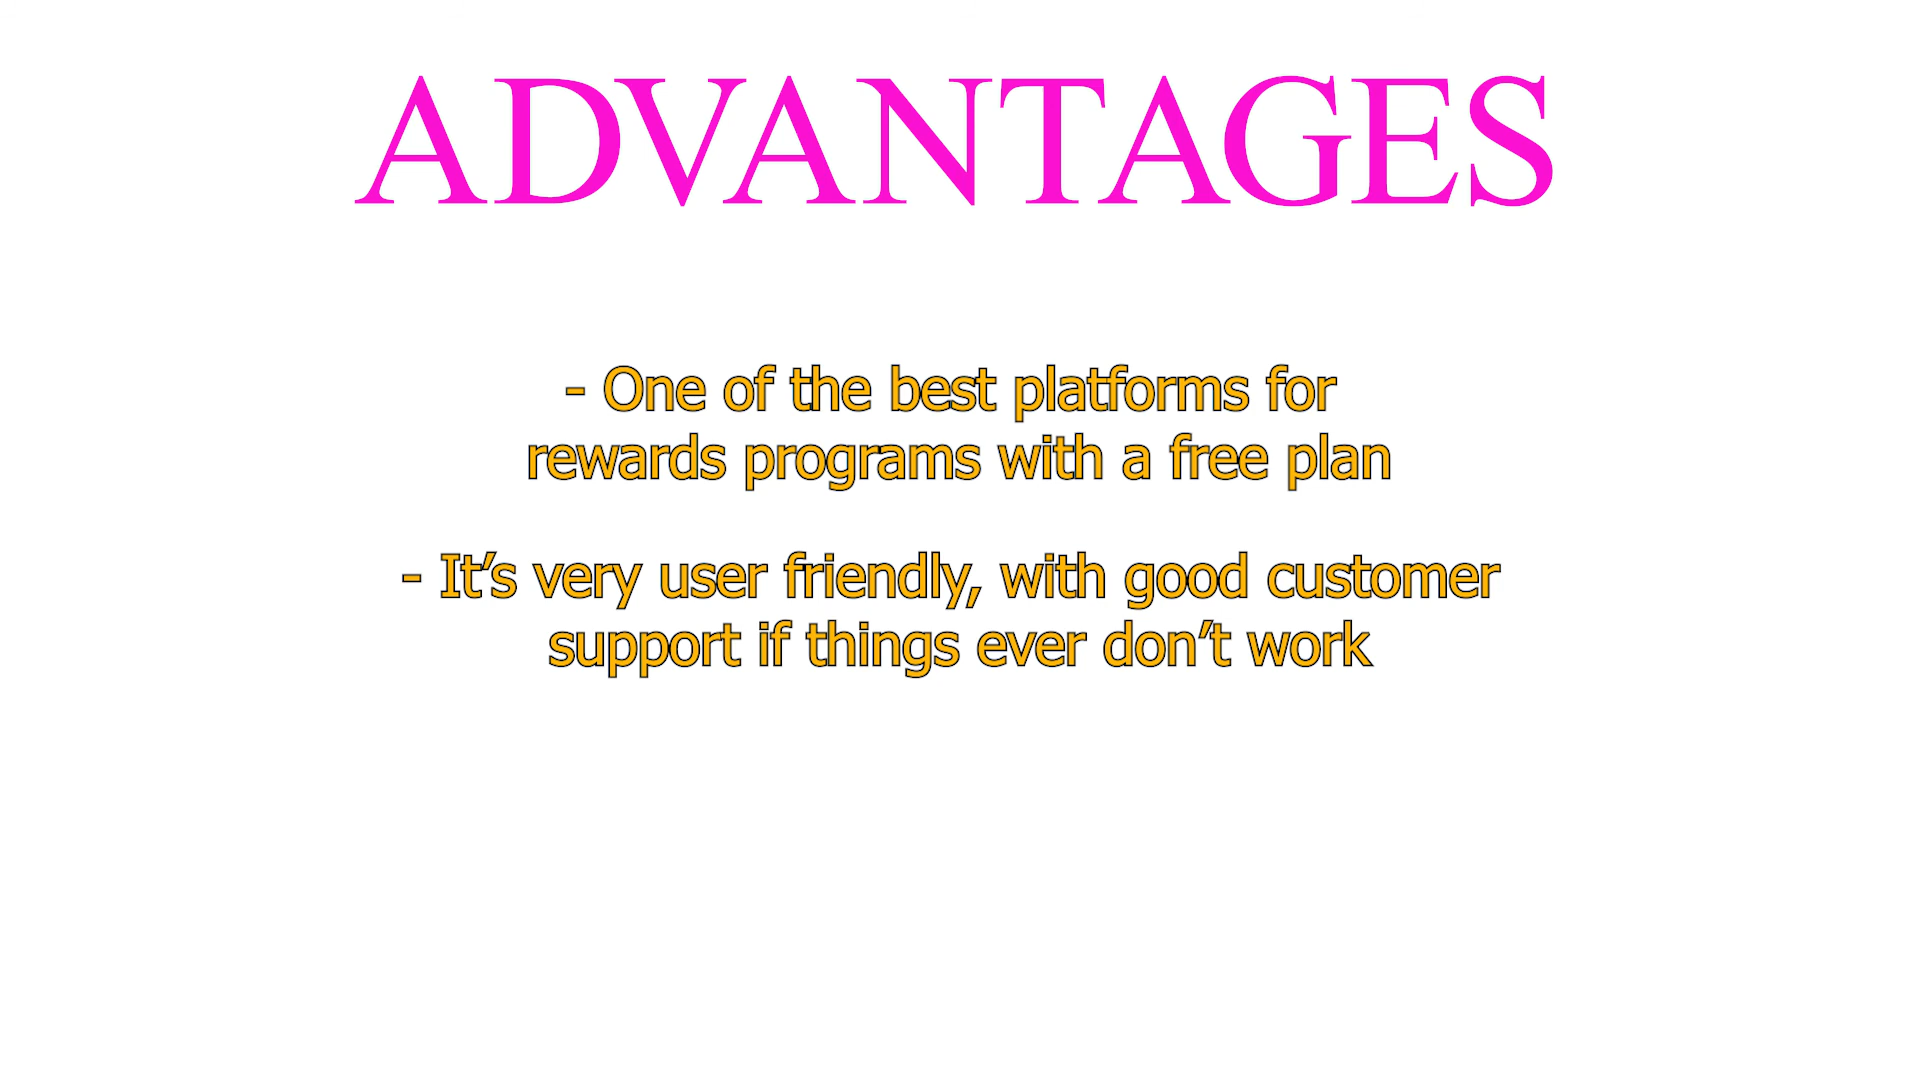 ADVANTAGES
- One of the best platforms for
rewards programs with a free plan
- It’s very user friendly, with good customer
support if things ever don’t work